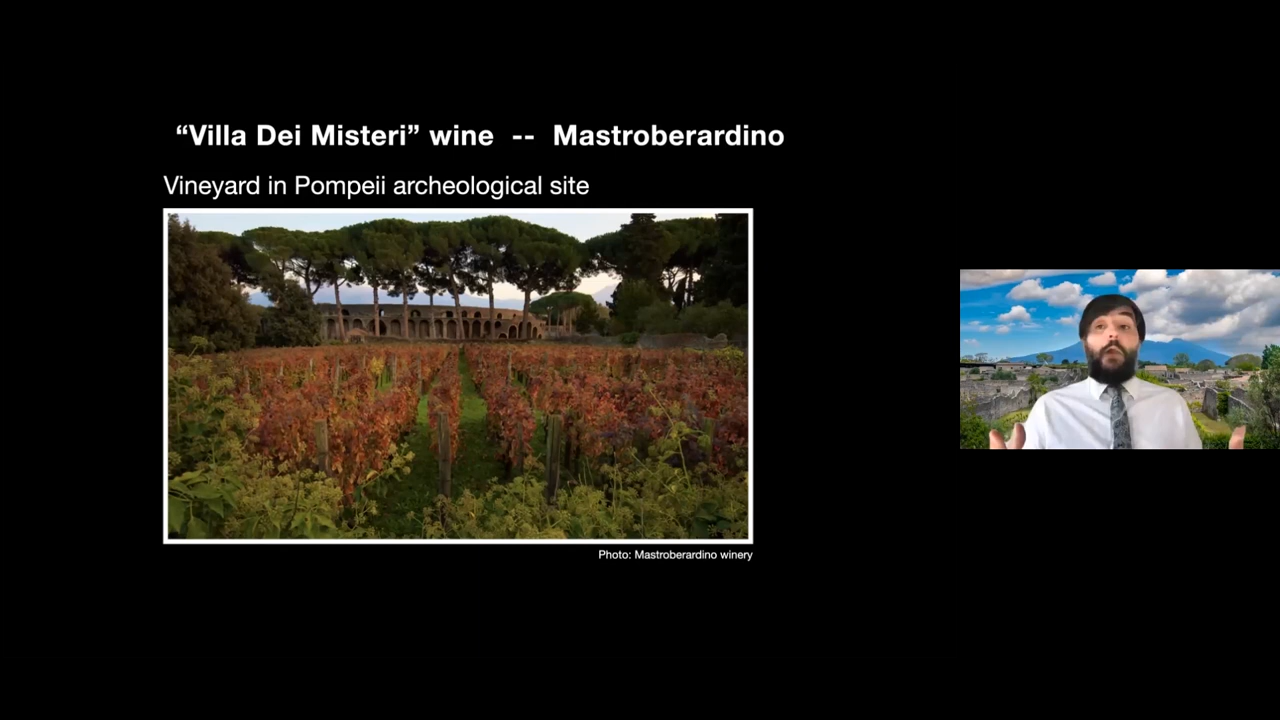 “Villa Dei Misteri” wine -- Mastroberardino
Vineyard in Pompeii archeological site
Photo: Mastroberardino winery